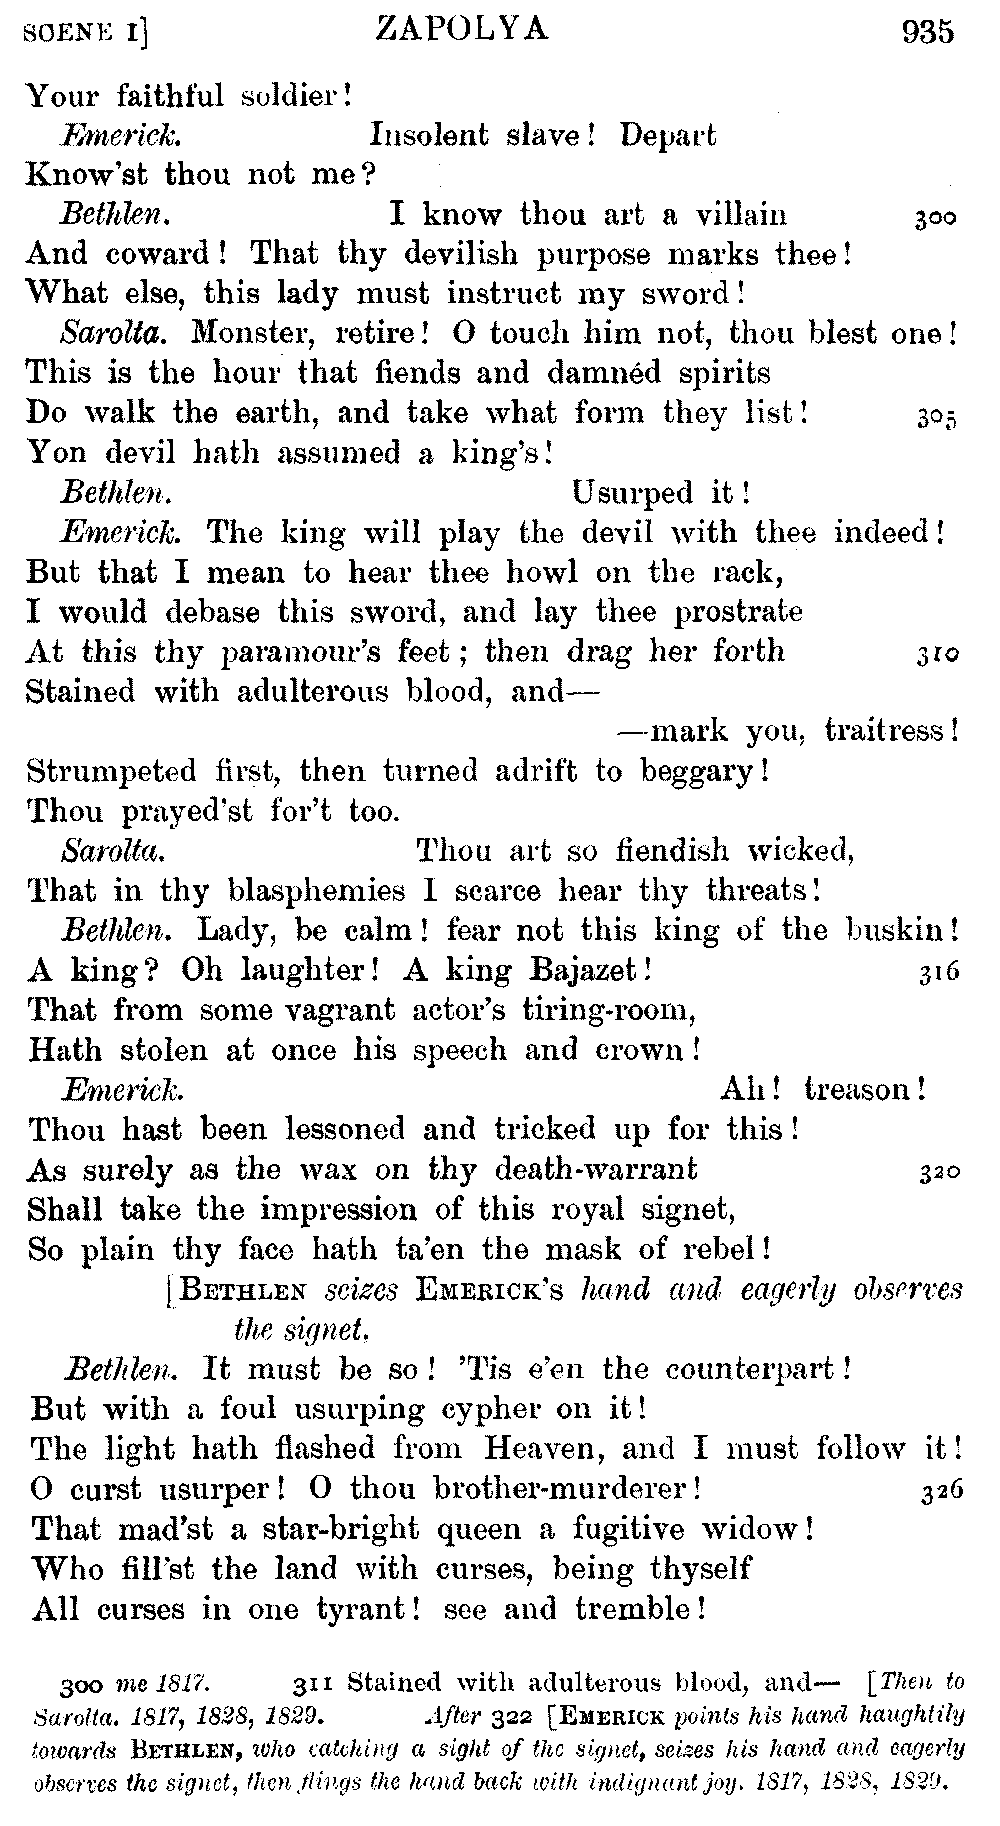 SCENE I] ZAPOLYA 935
Your faithful soldier!
Emerick. Insolent slave! Depart
Know'st thou not me?
Bethlen. I know thou art a villain 300
And coward! That thy devilish purpose marks thee!
What else, this lady must instruct my sword!
Sarolta. Monster, retire! O touch him not, thou blest one!
This is the hour that fiends and damnéd spirits
Do walk the earth, and take what form they list! 305
Yon devil hath assumed a king's!
Bethlen. Usurped it!
Emerick. The king will play the devil with thee indeed!
But that I mean to hear thee howl on the rack,
I would debase this sword, and lay thee prostrate
At this thy paramour's feet; then drag her forth 310
Stained with adulterous blood, and—
—mark you, traitress!
Strumpeted first, then turned adrift to beggary!
Thou prayed'st for't too.
Sarolta. Thou art so fiendish wicked,
That in thy blasphemies I scarce hear thy threats!
Bethlen. Lady, be calm! fear not this king of the buskin!
A king? Oh laughter! A king Bajazet! 316
That from some vagrant actor's tiring-room,
Hath stolen at once his speech and crown!
Emerick. Ah! treason!
Thou hast been lessoned and tricked up for this!
As surely as the wax on thy death-warrant 320
Shall take the impression of this royal signet,
So plain thy face hath ta'en the mask of rebel!
[BETHLEN seizes EMERICK'S hand and eagerly observes
the signet.
Bethlen. It must be so! 'Tis e'en the counterpart!
But with a foul usurping cypher on it!
The light hath flashed from Heaven, and I must follow it!
O curst usurper! O thou brother-murderer! 326
That mad'st a star-bright queen a fugitive widow!
Who fill'st the land with curses, being thyself
All curses in one tyrant! see and tremble!
300 me 1817. 311 Stained with adulterous blood, and— [Then to
Sarolta. 1817, 1828, 1829. After 322 [EMERICK points his hand haughtily
towards BETHLEN, who catching a sight of the signet, seizes his hand and eagerly
observes the signet, then flings the hand back with indignant joy. 1817, 1828, 1829.